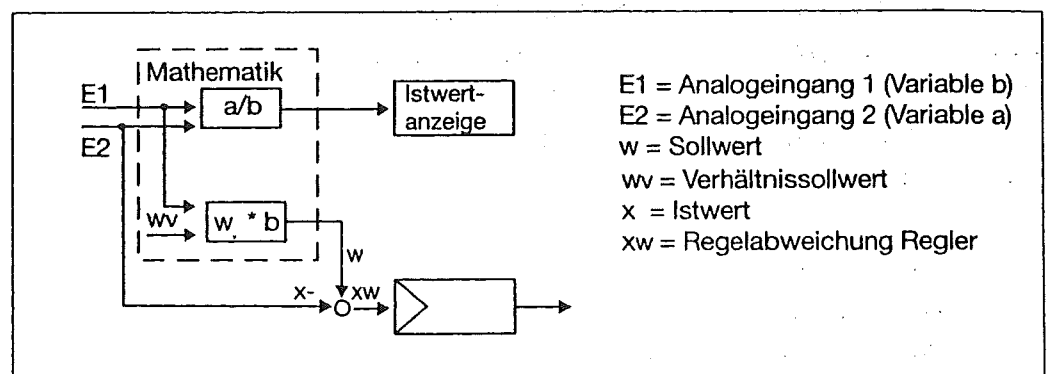 Mathematik
E1
a/b
Istwert-
anzeige
E2
wv
w * b
w
x-
xw
E1 = Analogeingang 1 (Variable b)
E2 = Analogeingang 2 (Variable a)
w = Sollwert
wv = Verhältnissollwert
x = Istwert
xw = Regelabweichung Regler